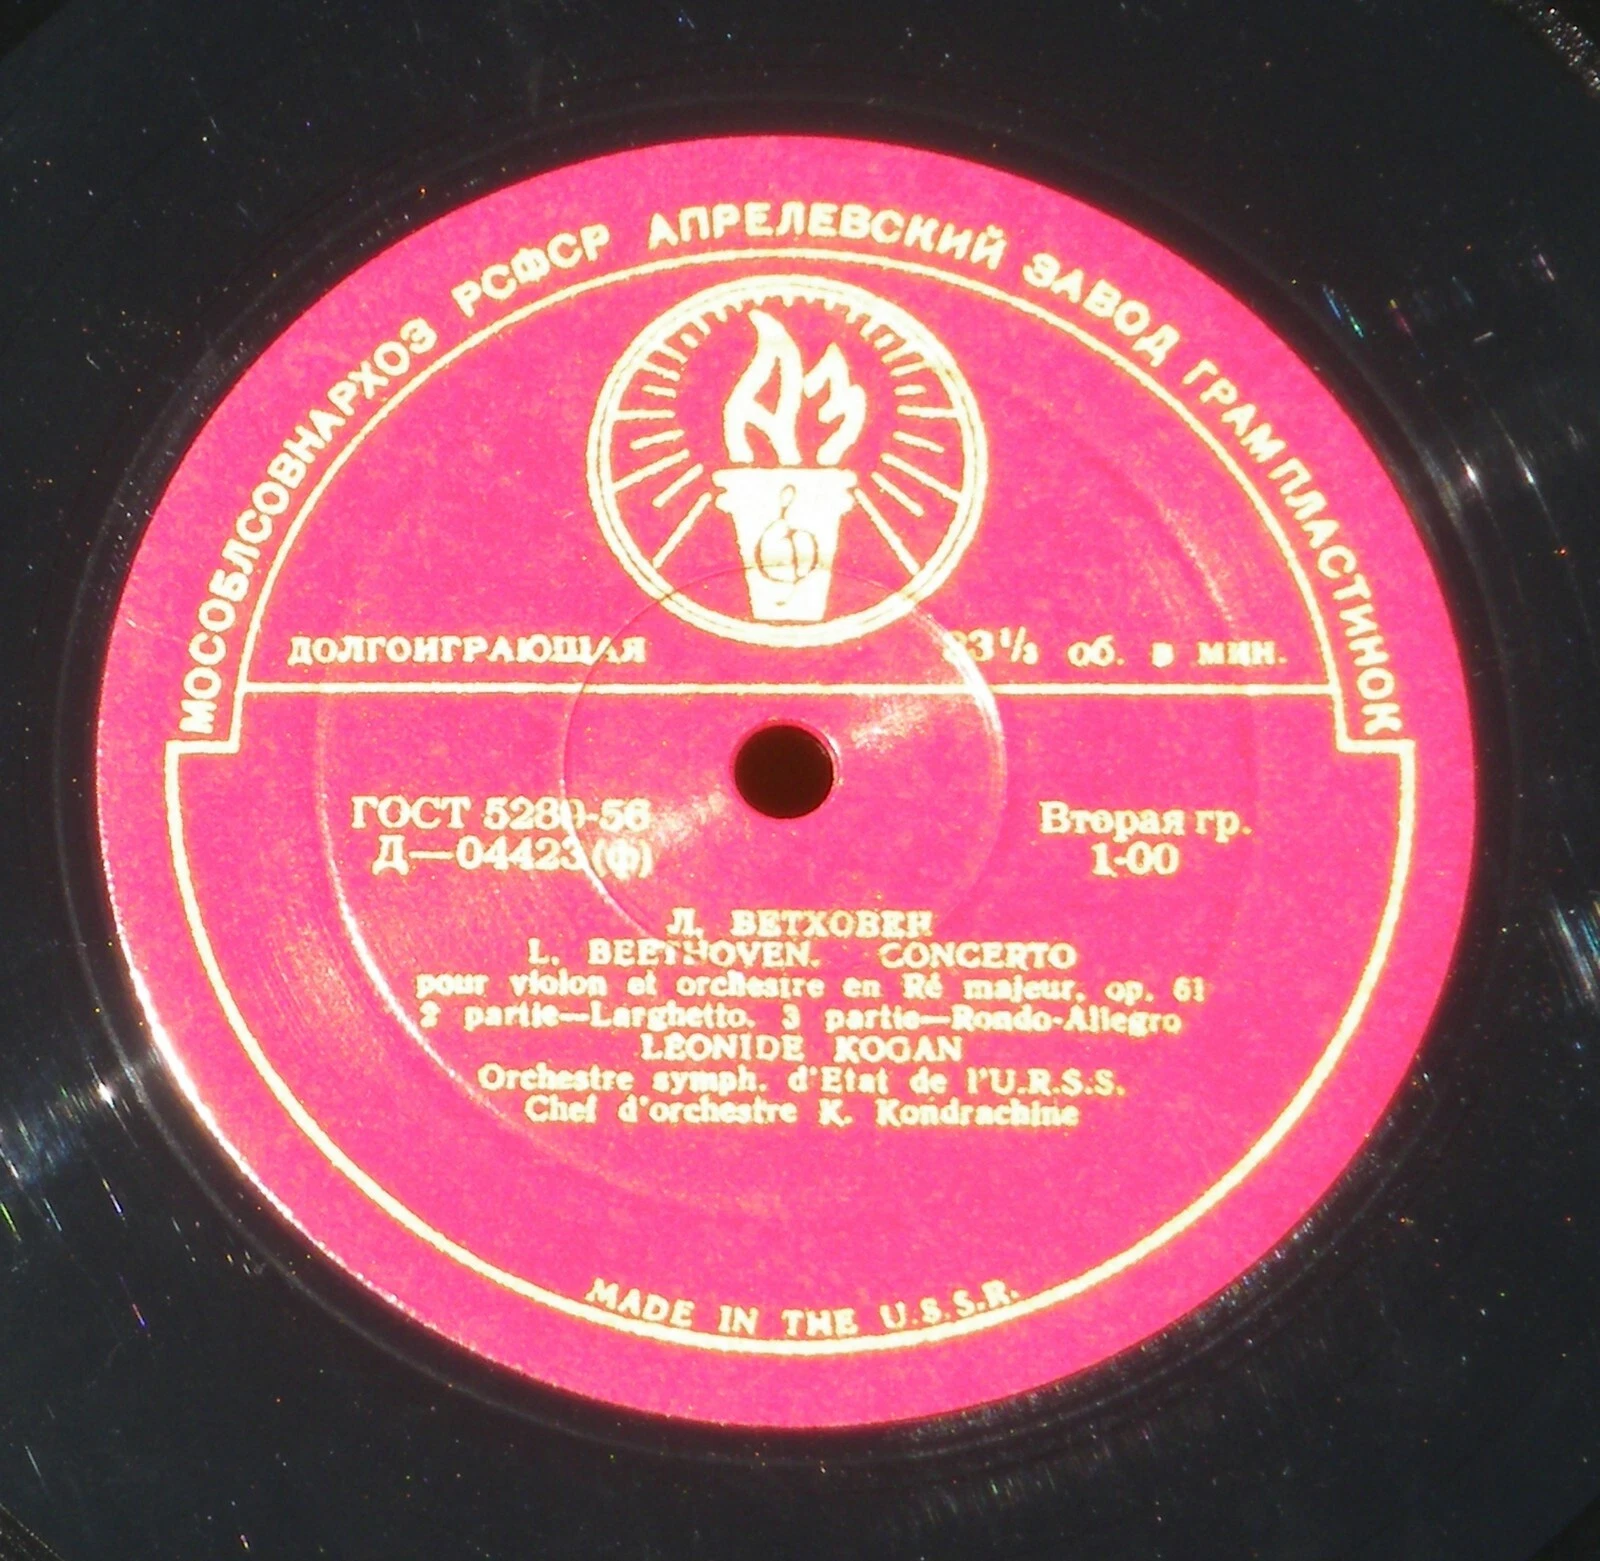 МОСОБЛСОВНАРХОЗ РСФСР АПРЕЛЕВСКИЙ ЗАВОД ГРАМПЛАСТИНОК
АЗ
ДОЛГОИГРАЮЩАЯ 33⅓ об. в мин.
ГОСТ 5289-56 Вторая гр.
Д—04423(ф) 1-00
Л. БЕТХОВЕН
L. BEETHOVEN. CONCERTO
pour violon et orchestre en Ré majeur, op. 61
2 partie—Larghetto. 3 partie—Rondo-Allegro
LÉONIDE KOGAN
Orchestre symph. d'Etat de l'U.R.S.S.
Chef d'orchestre K. Kondrachine
MADE IN THE U.S.S.R.